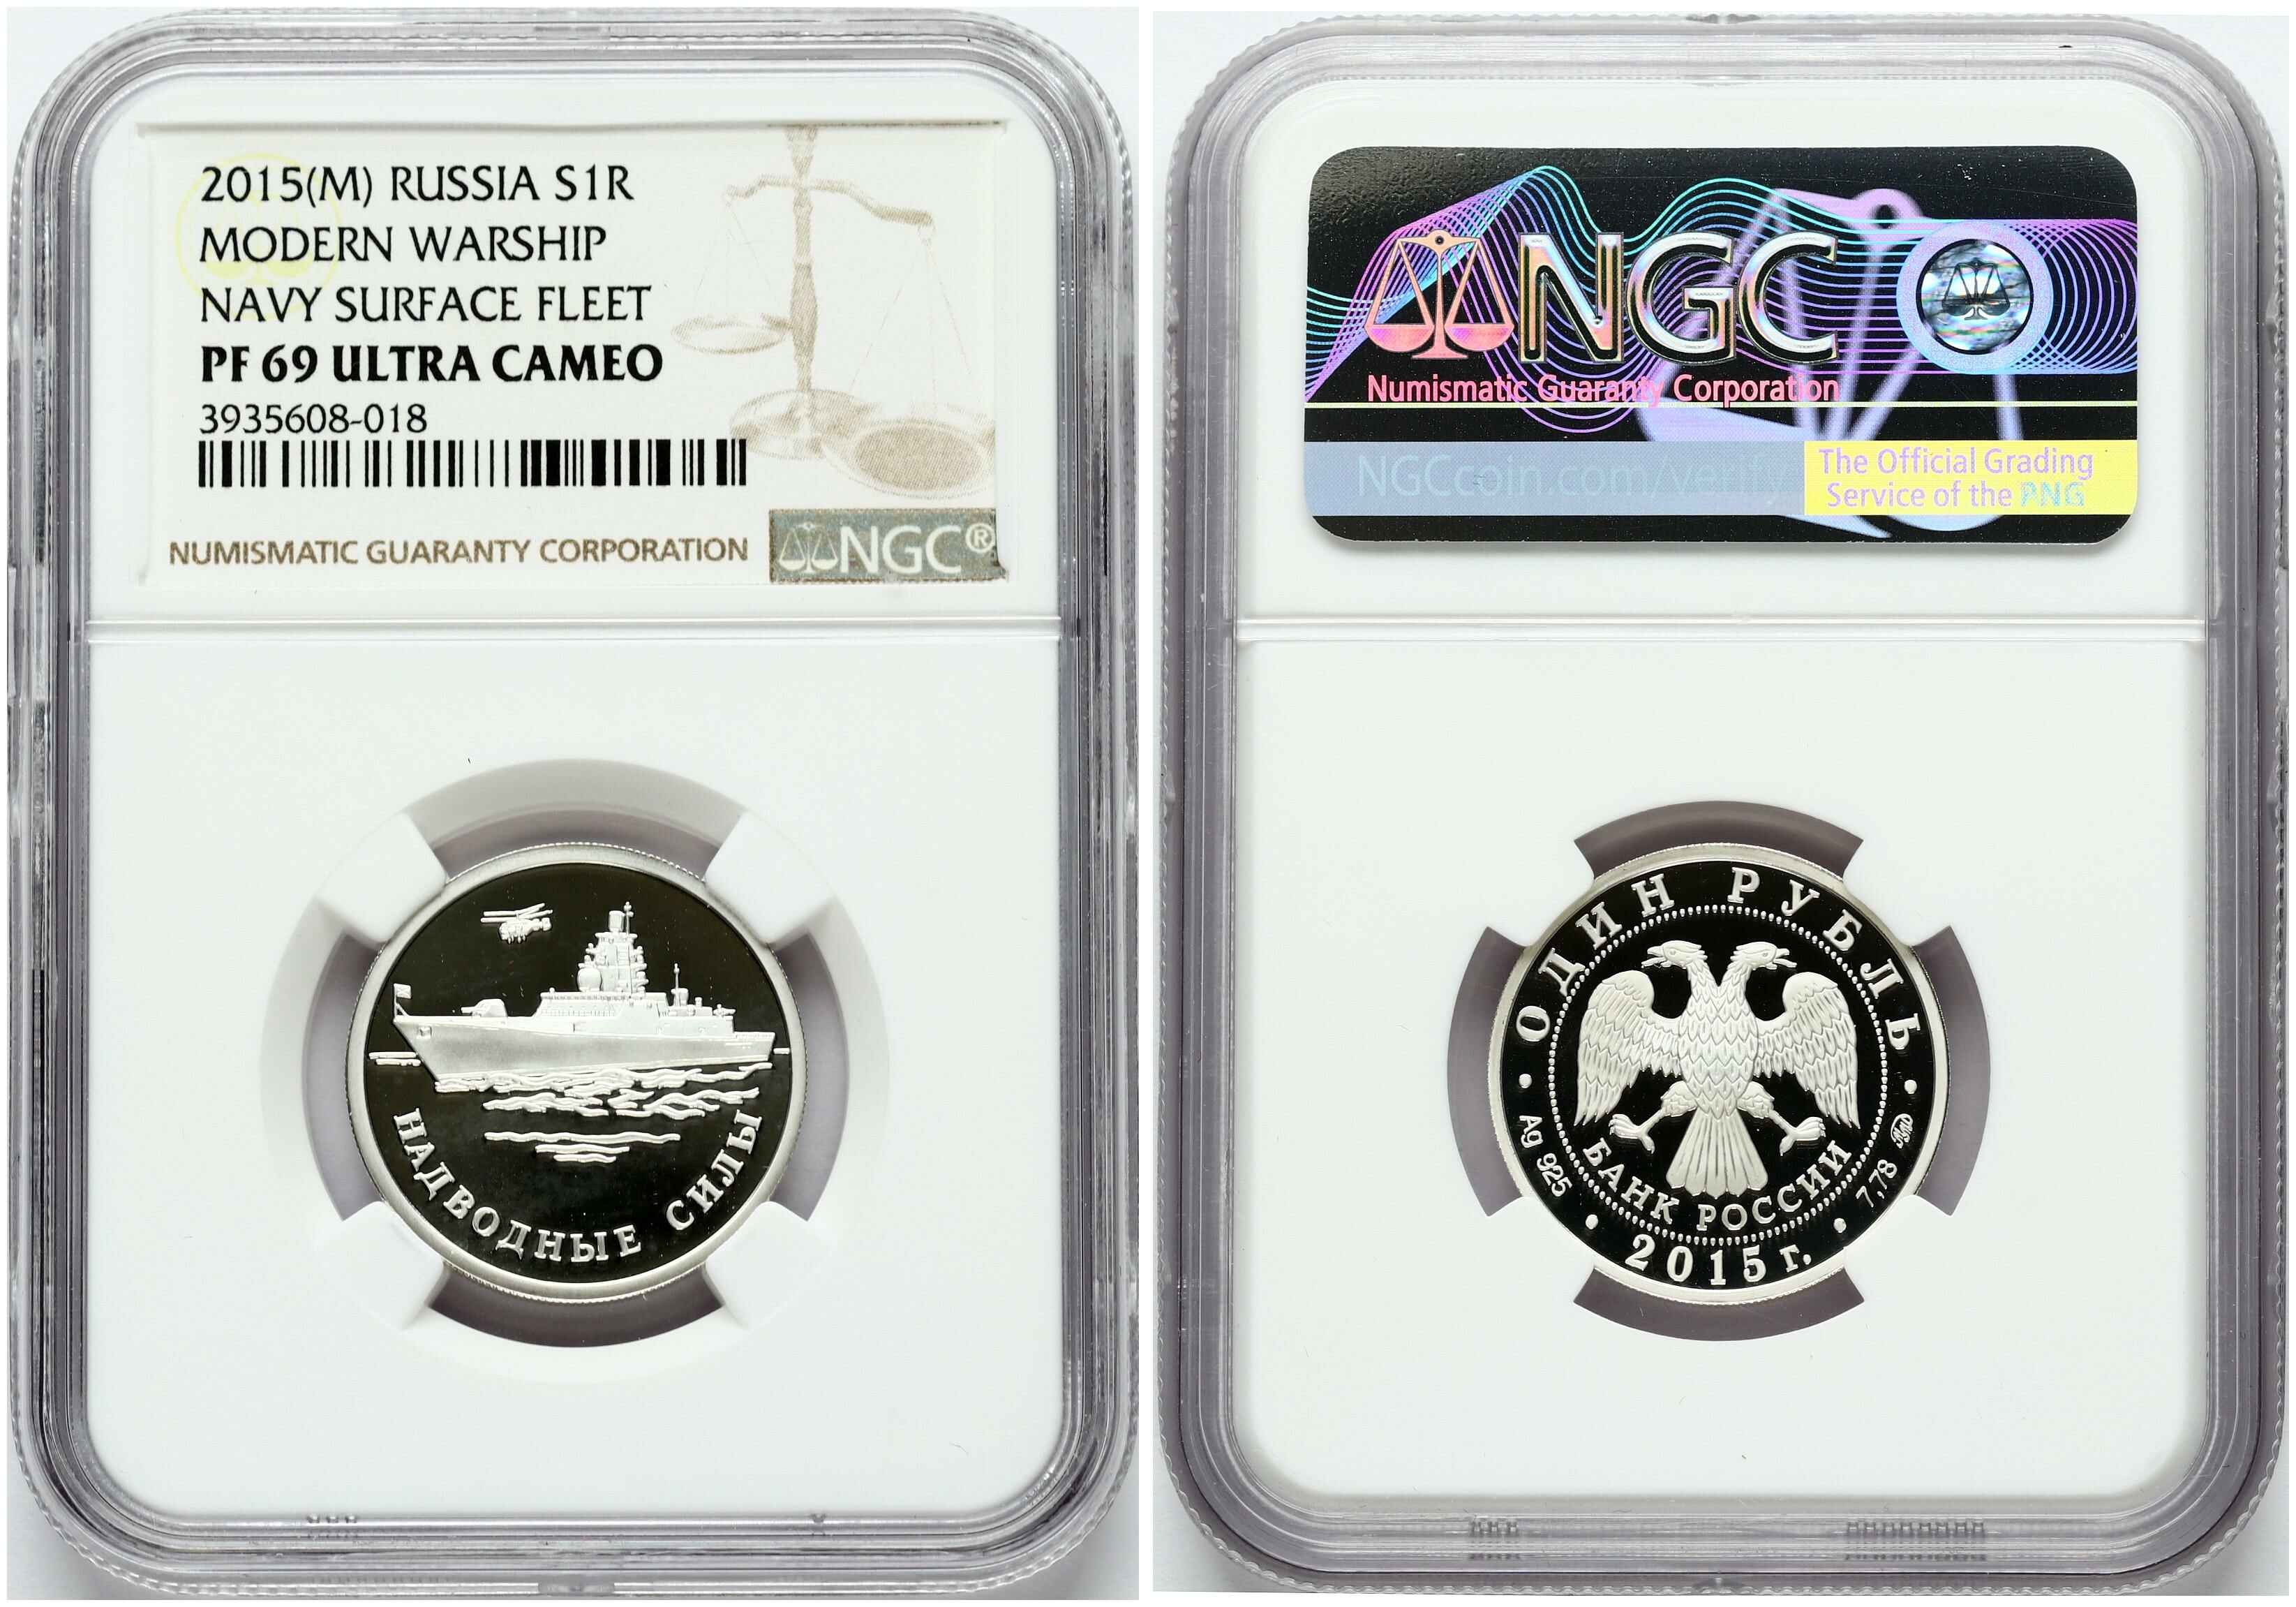 2015(M) RUSSIA S1R
MODERN WARSHIP
NAVY SURFACE FLEET
PF 69 ULTRA CAMEO
3935608-018
NUMISMATIC GUARANTY CORPORATION
NGC®
НАДВОДНЫЕ СИЛЫ
NGC
Numismatic Guaranty Corporation
NGCcoin.com/verify
The Official Grading
Service of the PNG
ОДИН РУБЛЬ
БАНК РОССИИ
Ag 925
7,78
2015 г.